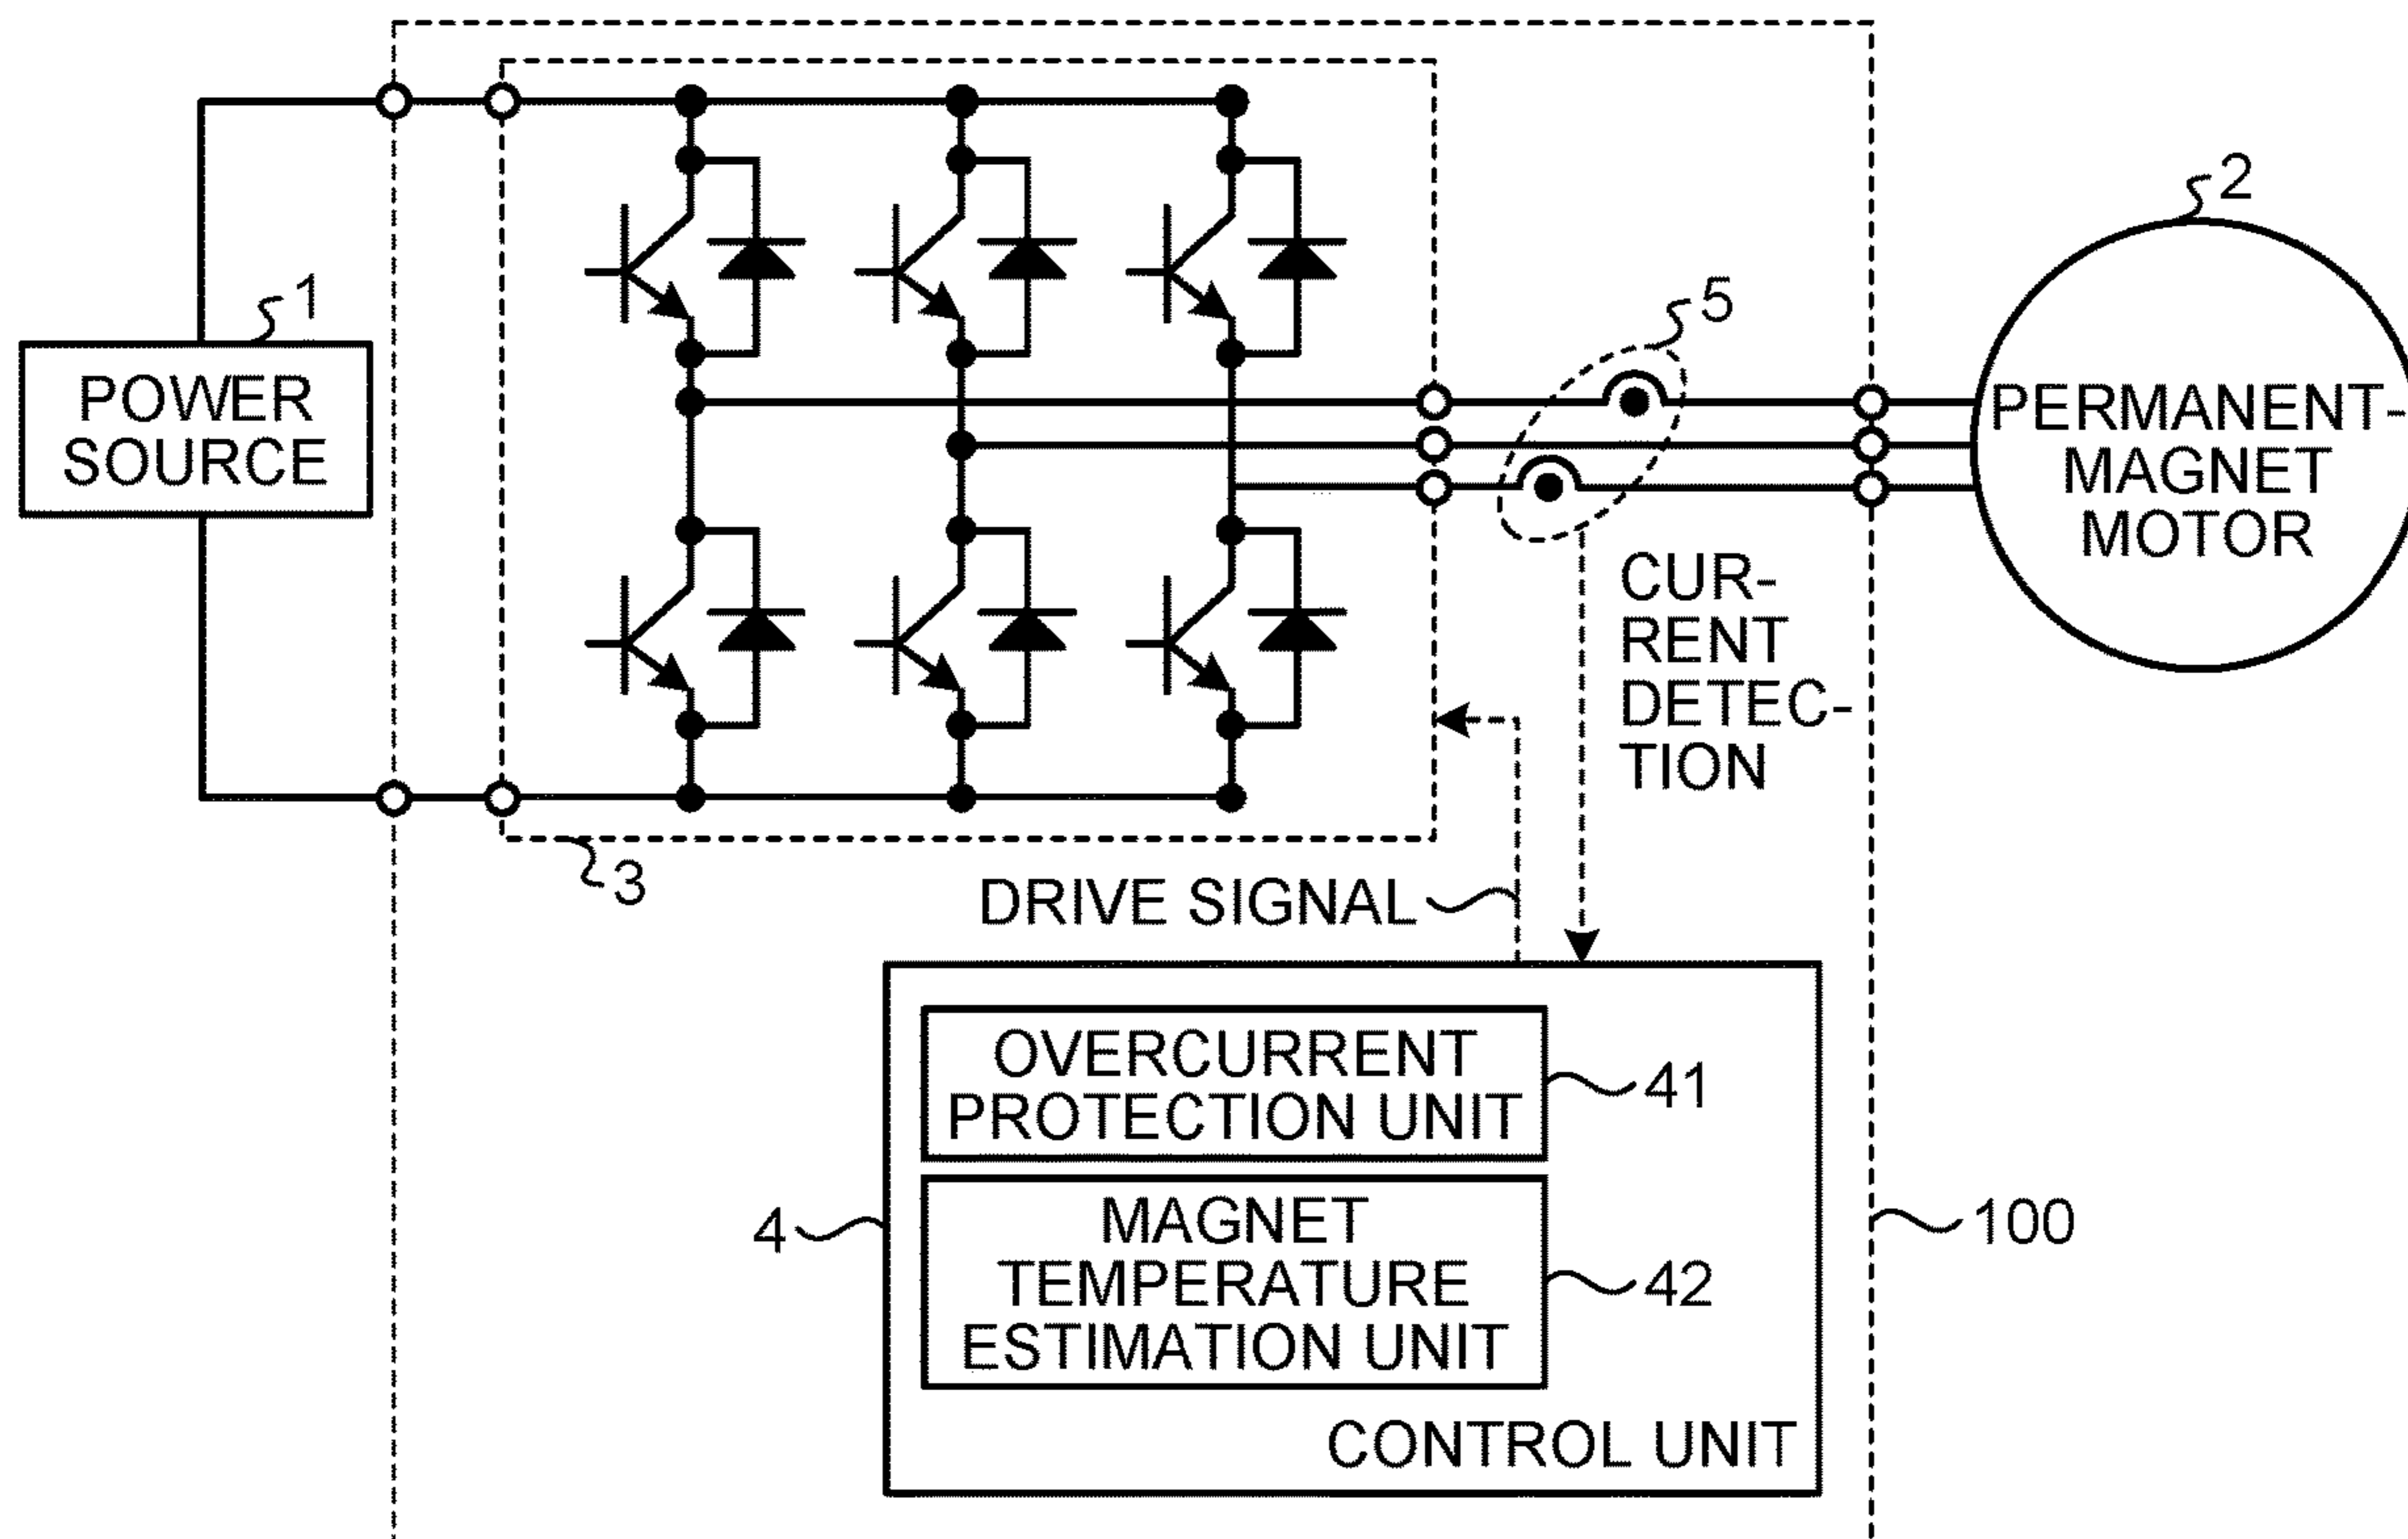 1
POWER
SOURCE
2
PERMANENT-
MAGNET
MOTOR
5
CUR-
RENT
DETEC-
TION
3
DRIVE SIGNAL
OVERCURRENT
PROTECTION UNIT
41
MAGNET
TEMPERATURE
ESTIMATION UNIT
42
4
100
CONTROL UNIT